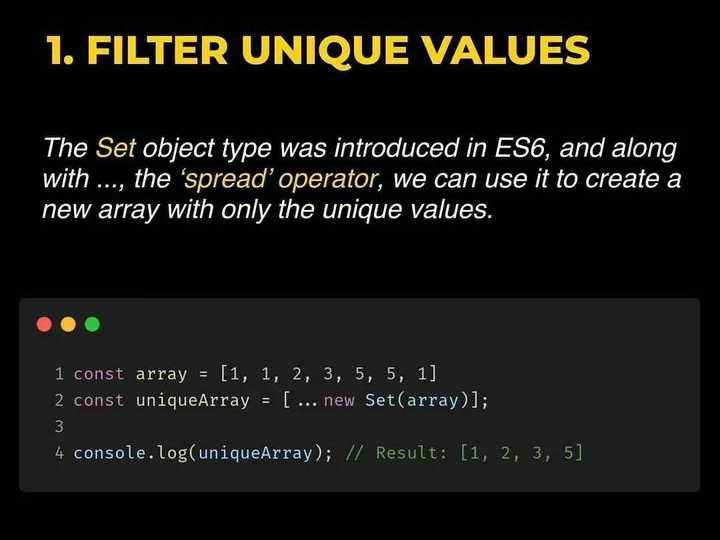 1. FILTER UNIQUE VALUES
The Set object type was introduced in ES6, and along
with ..., the ‘spread’ operator, we can use it to create a
new array with only the unique values.
1 const array = [1, 1, 2, 3, 5, 5, 1]
2 const uniqueArray = [...new Set(array)];
3
4 console.log(uniqueArray); // Result: [1, 2, 3, 5]